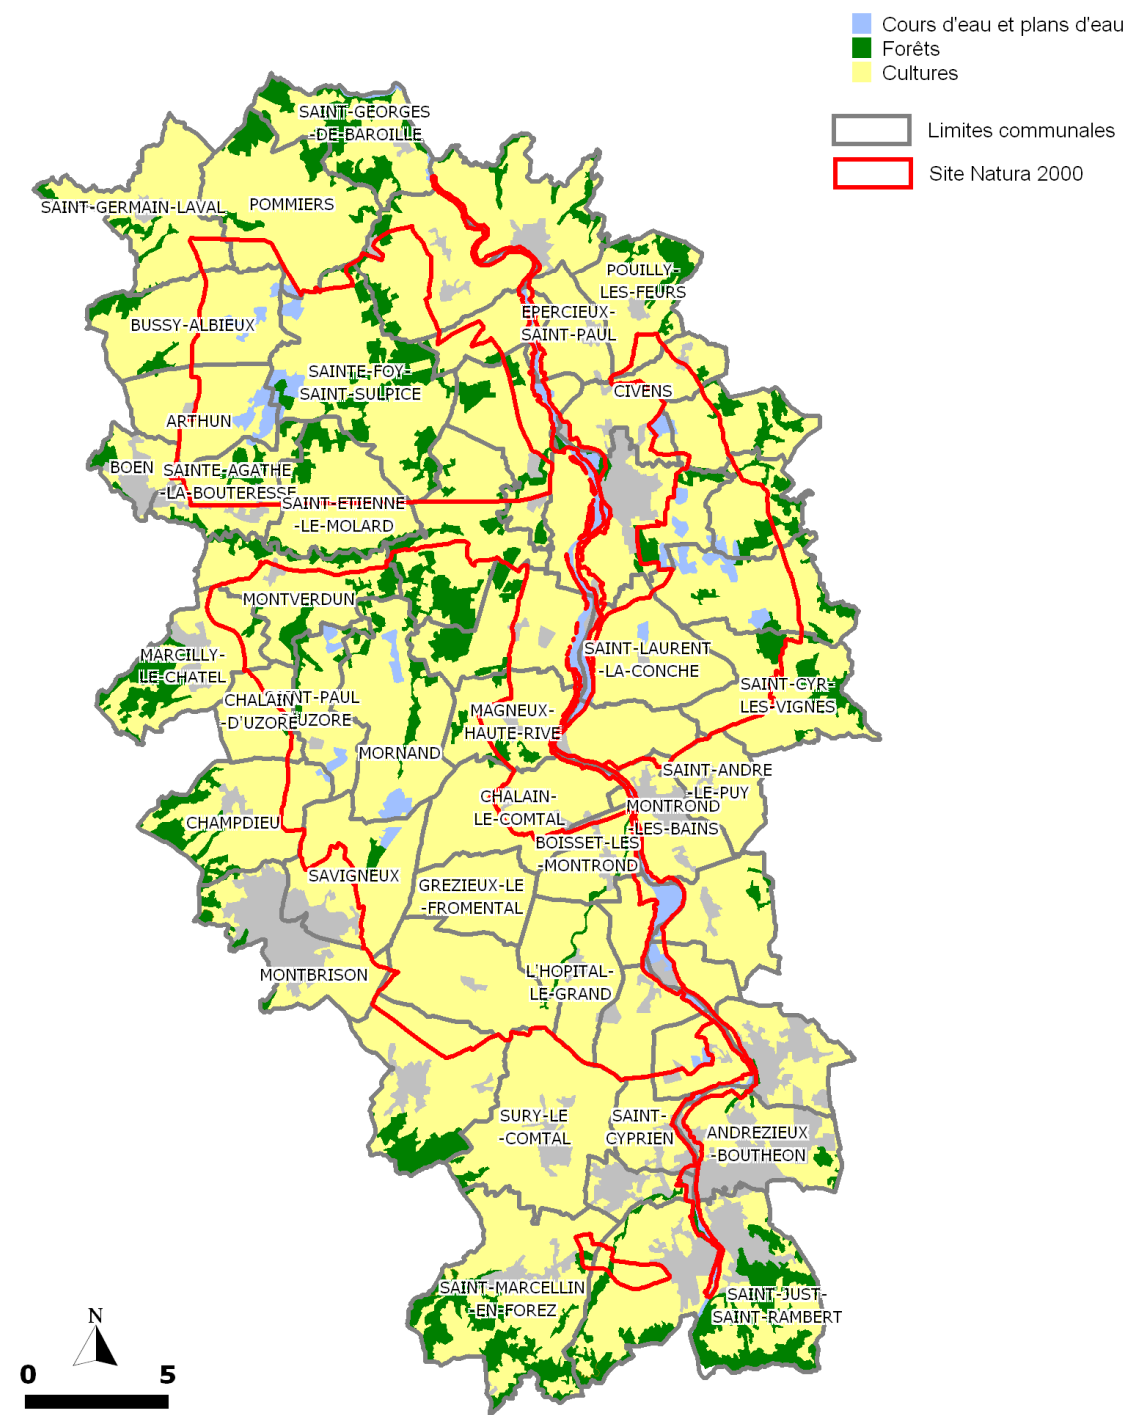 Cours d'eau et plans d'eau
Forêts
Cultures
Limites communales
Site Natura 2000
SAINT-GEORGES
-DE-BAROILLE
SAINT-GERMAIN-LAVAL
POMMIERS
POUILLY-
LES-FEURS
BUSSY-ALBIEUX
EPERCIEUX-
SAINT-PAUL
SAINTE-FOY-
SAINT-SULPICE
CIVENS
ARTHUN
BOEN
SAINTE-AGATHE
-LA-BOUTERESSE
SAINT-ETIENNE
-LE-MOLARD
MONTVERDUN
MARCILLY-
LE-CHATEL
SAINT-LAURENT
-LA-CONCHE
SAINT-CYR-
LES-VIGNES
CHALAIN
-D'UZORE
SAINT-PAUL
D'UZORE
MAGNEUX-
HAUTE-RIVE
MORNAND
SAINT-ANDRE
-LE-PUY
CHALAIN-
LE-COMTAL
MONTROND
-LES-BAINS
CHAMPDIEU
BOISSET-LES
-MONTROND
SAVIGNEUX
GREZIEUX-LE
-FROMENTAL
MONTBRISON
L'HOPITAL-
LE-GRAND
SURY-LE
-COMTAL
SAINT-
CYPRIEN
ANDREZIEUX
-BOUTHEON
SAINT-MARCELLIN
-EN-FOREZ
SAINT-JUST-
SAINT-RAMBERT
N
0 5